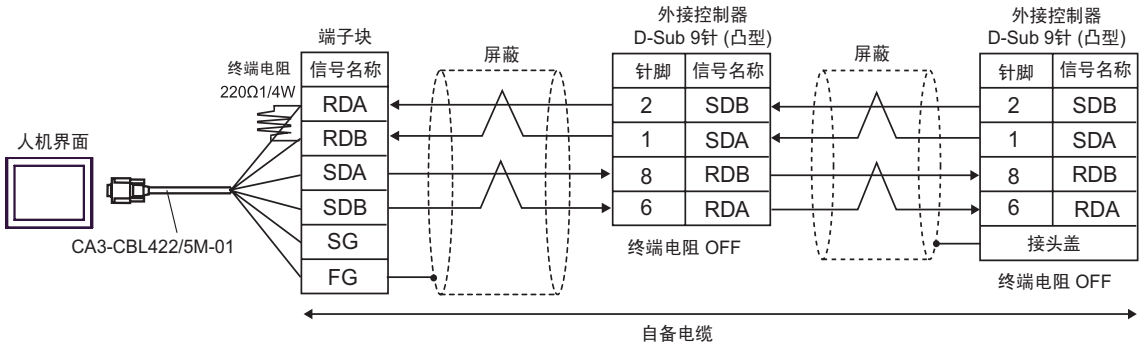 外接控制器
D-Sub 9针 (凸型)
外接控制器
D-Sub 9针 (凸型)
端子块
屏蔽
屏蔽
终端电阻
220Ω1/4W
信号名称
针脚 信号名称
针脚 信号名称
RDA
2 SDB
2 SDB
RDB
1 SDA
1 SDA
人机界面
SDA
8 RDB
8 RDB
SDB
6 RDA
6 RDA
CA3-CBL422/5M-01
SG
终端电阻 OFF
接头盖
FG
终端电阻 OFF
自备电缆